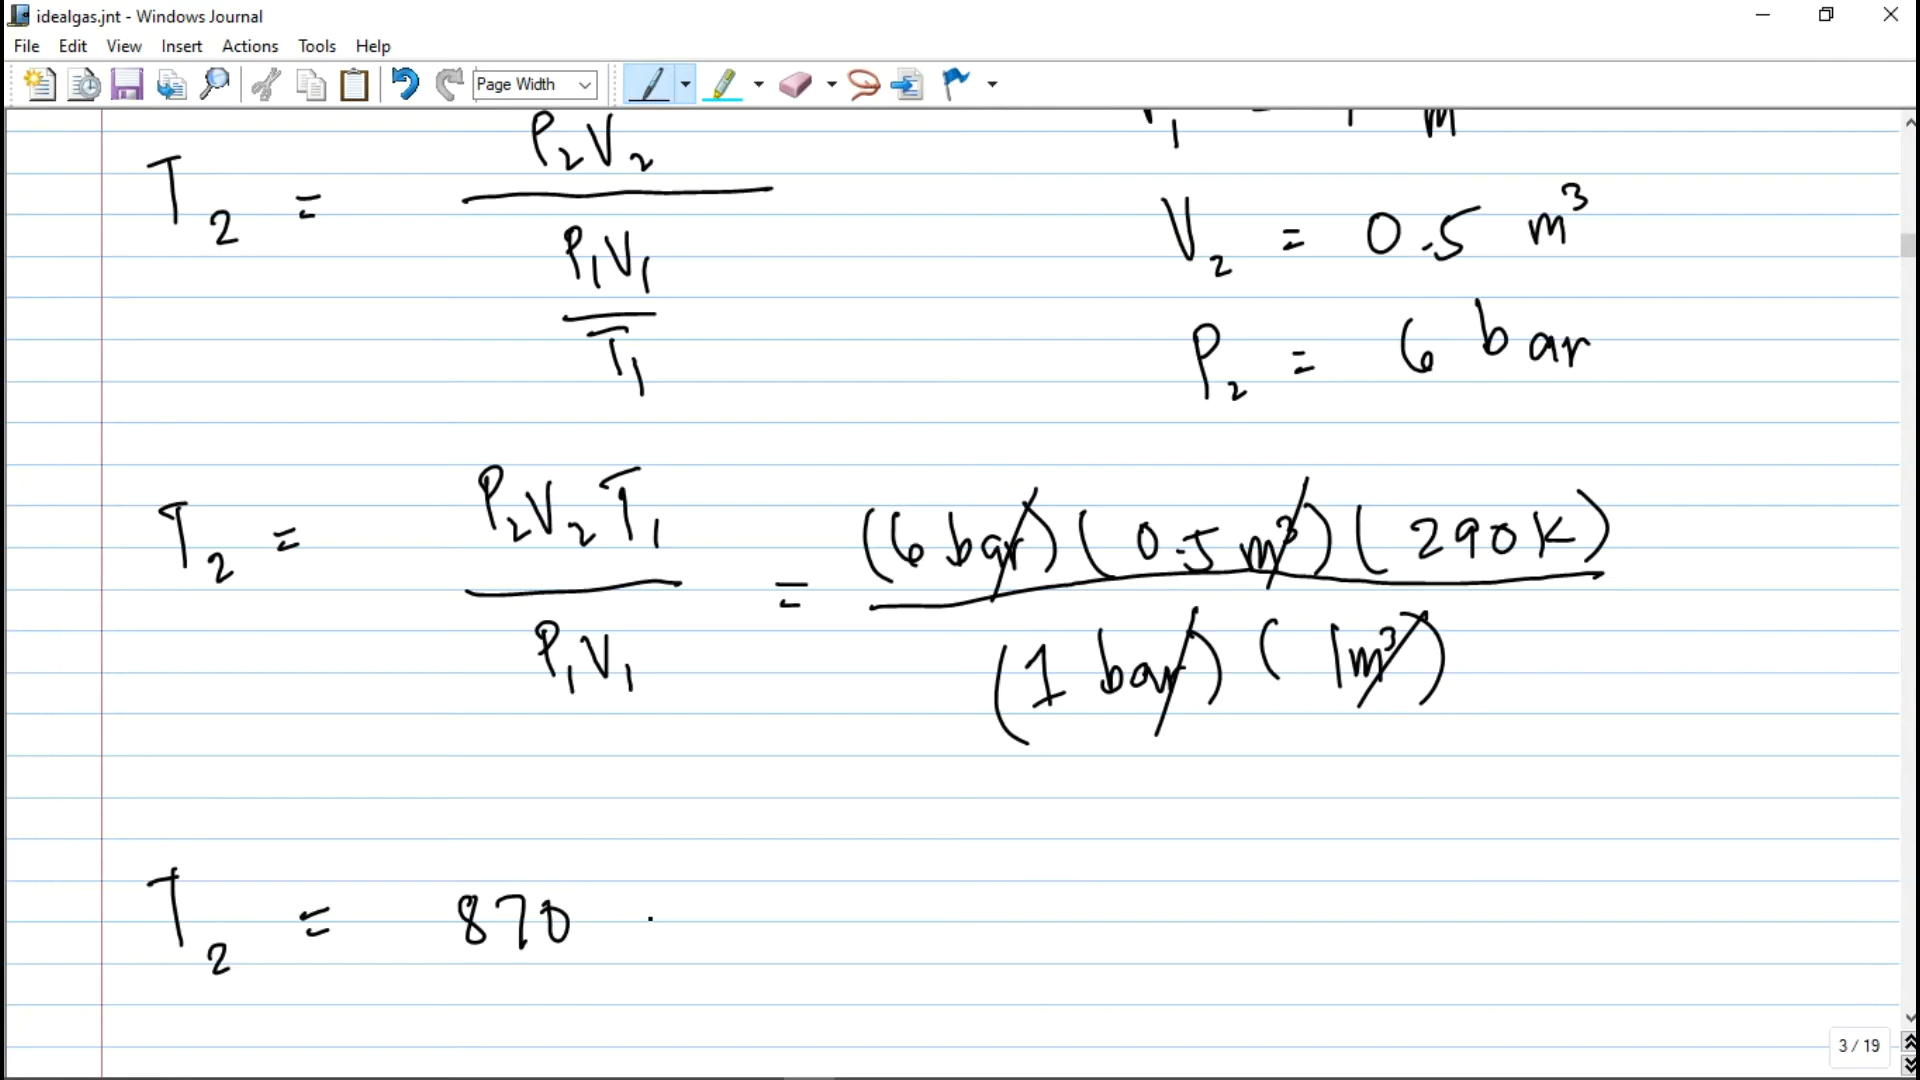 idealgas.jnt - Windows Journal
File Edit View Insert Actions Tools Help
Page Width
T₂ = P₂V₂ / (P₁V₁ / T₁)
V₂ = 0.5 m³
P₂ = 6 bar
T₂ = P₂V₂T₁ / P₁V₁ = (6 bar)(0.5 m³)(290K) / (1 bar)(1m³)
T₂ = 870
3 / 19